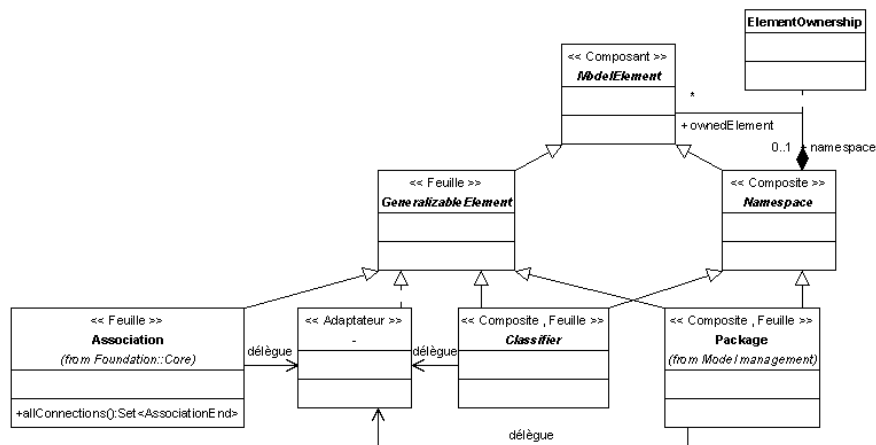 ElementOwnership
<< Composant >>
ModelElement
*
+ ownedElement
0..1
+ namespace
<< Feuille >>
GeneralizableElement
<< Composite >>
Namespace
<< Feuille >>
Association
(from Foundation::Core)
+allConnections():Set<AssociationEnd>
délègue
<< Adaptateur >>
-
délègue
<< Composite , Feuille >>
Classifier
<< Composite , Feuille >>
Package
(from Model management)
délègue